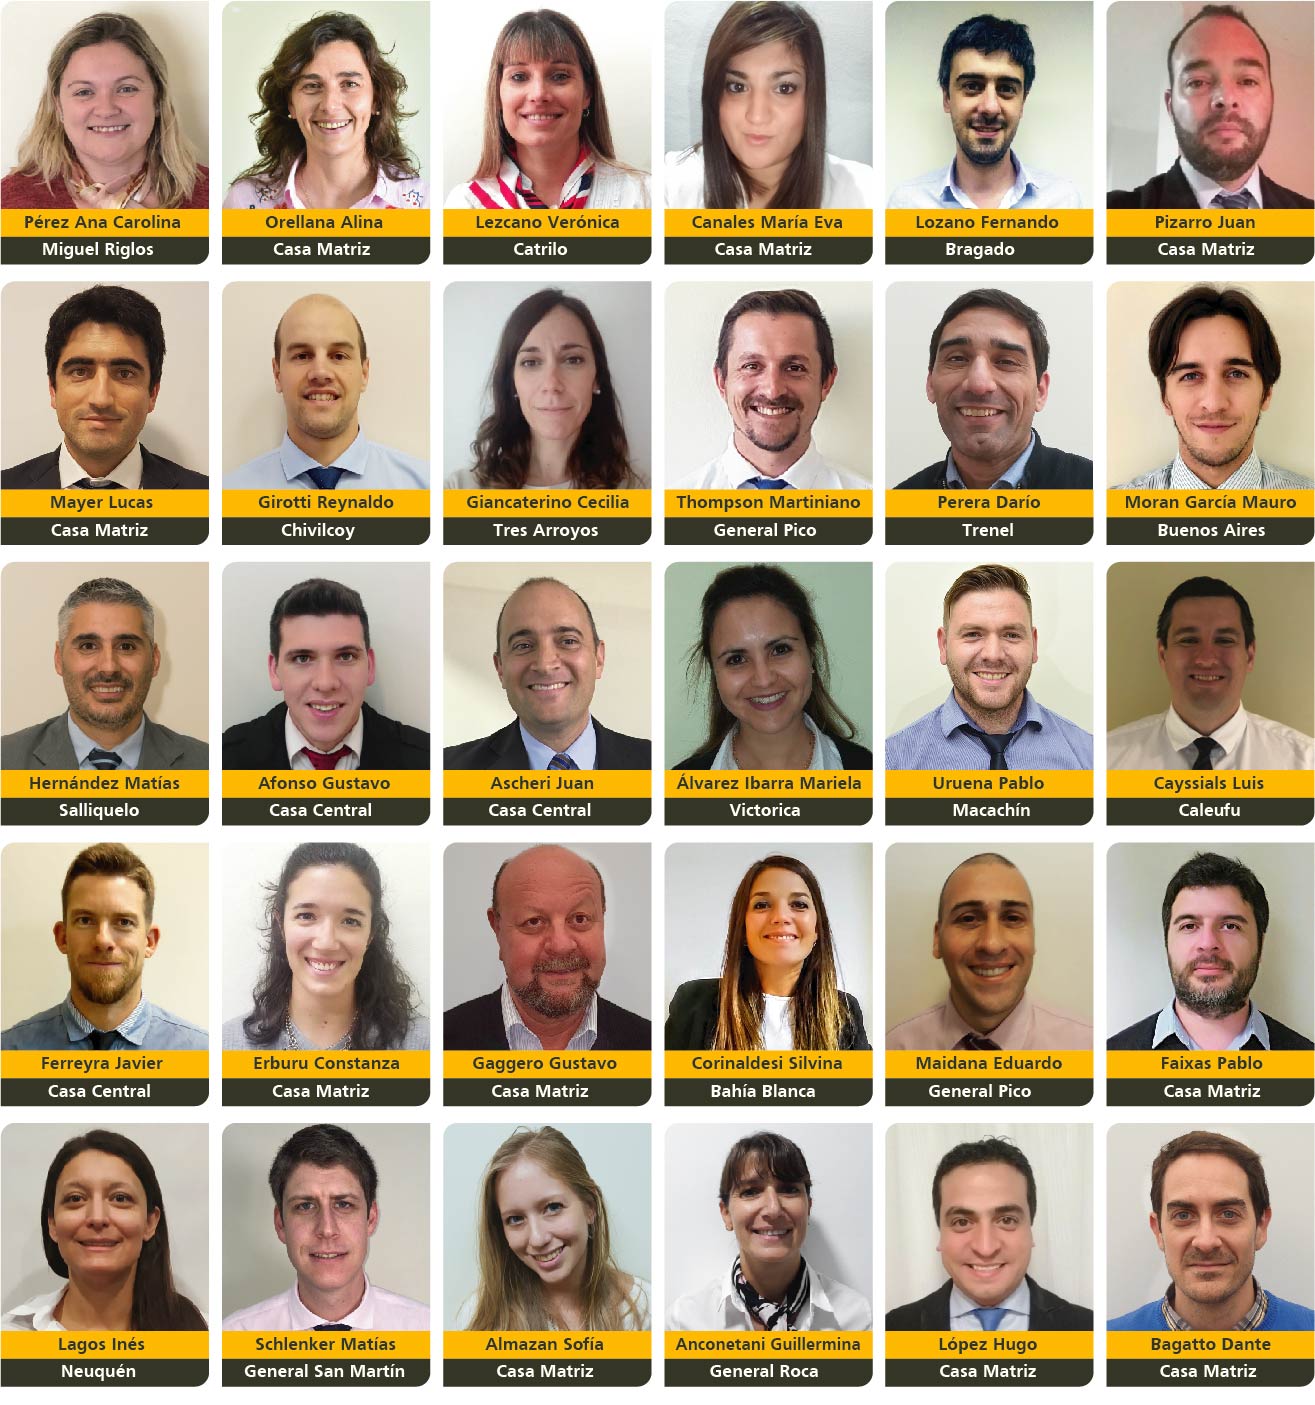 Pérez Ana Carolina
Miguel Riglos
Orellana Alina
Casa Matriz
Lezcano Verónica
Catrilo
Canales María Eva
Casa Matriz
Lozano Fernando
Bragado
Pizarro Juan
Casa Matriz
Mayer Lucas
Casa Matriz
Girotti Reynaldo
Chivilcoy
Giancaterino Cecilia
Tres Arroyos
Thompson Martiniano
General Pico
Perera Darío
Trenel
Moran García Mauro
Buenos Aires
Hernández Matías
Salliquelo
Afonso Gustavo
Casa Central
Ascheri Juan
Casa Central
Álvarez Ibarra Mariela
Victorica
Uruena Pablo
Macachín
Cayssials Luis
Caleufu
Ferreyra Javier
Casa Central
Erburu Constanza
Casa Matriz
Gaggero Gustavo
Casa Matriz
Corinaldesi Silvina
Bahía Blanca
Maidana Eduardo
General Pico
Faixas Pablo
Casa Matriz
Lagos Inés
Neuquén
Schlenker Matías
General San Martín
Almazan Sofía
Casa Matriz
Anconetani Guillermina
General Roca
López Hugo
Casa Matriz
Bagatto Dante
Casa Matriz